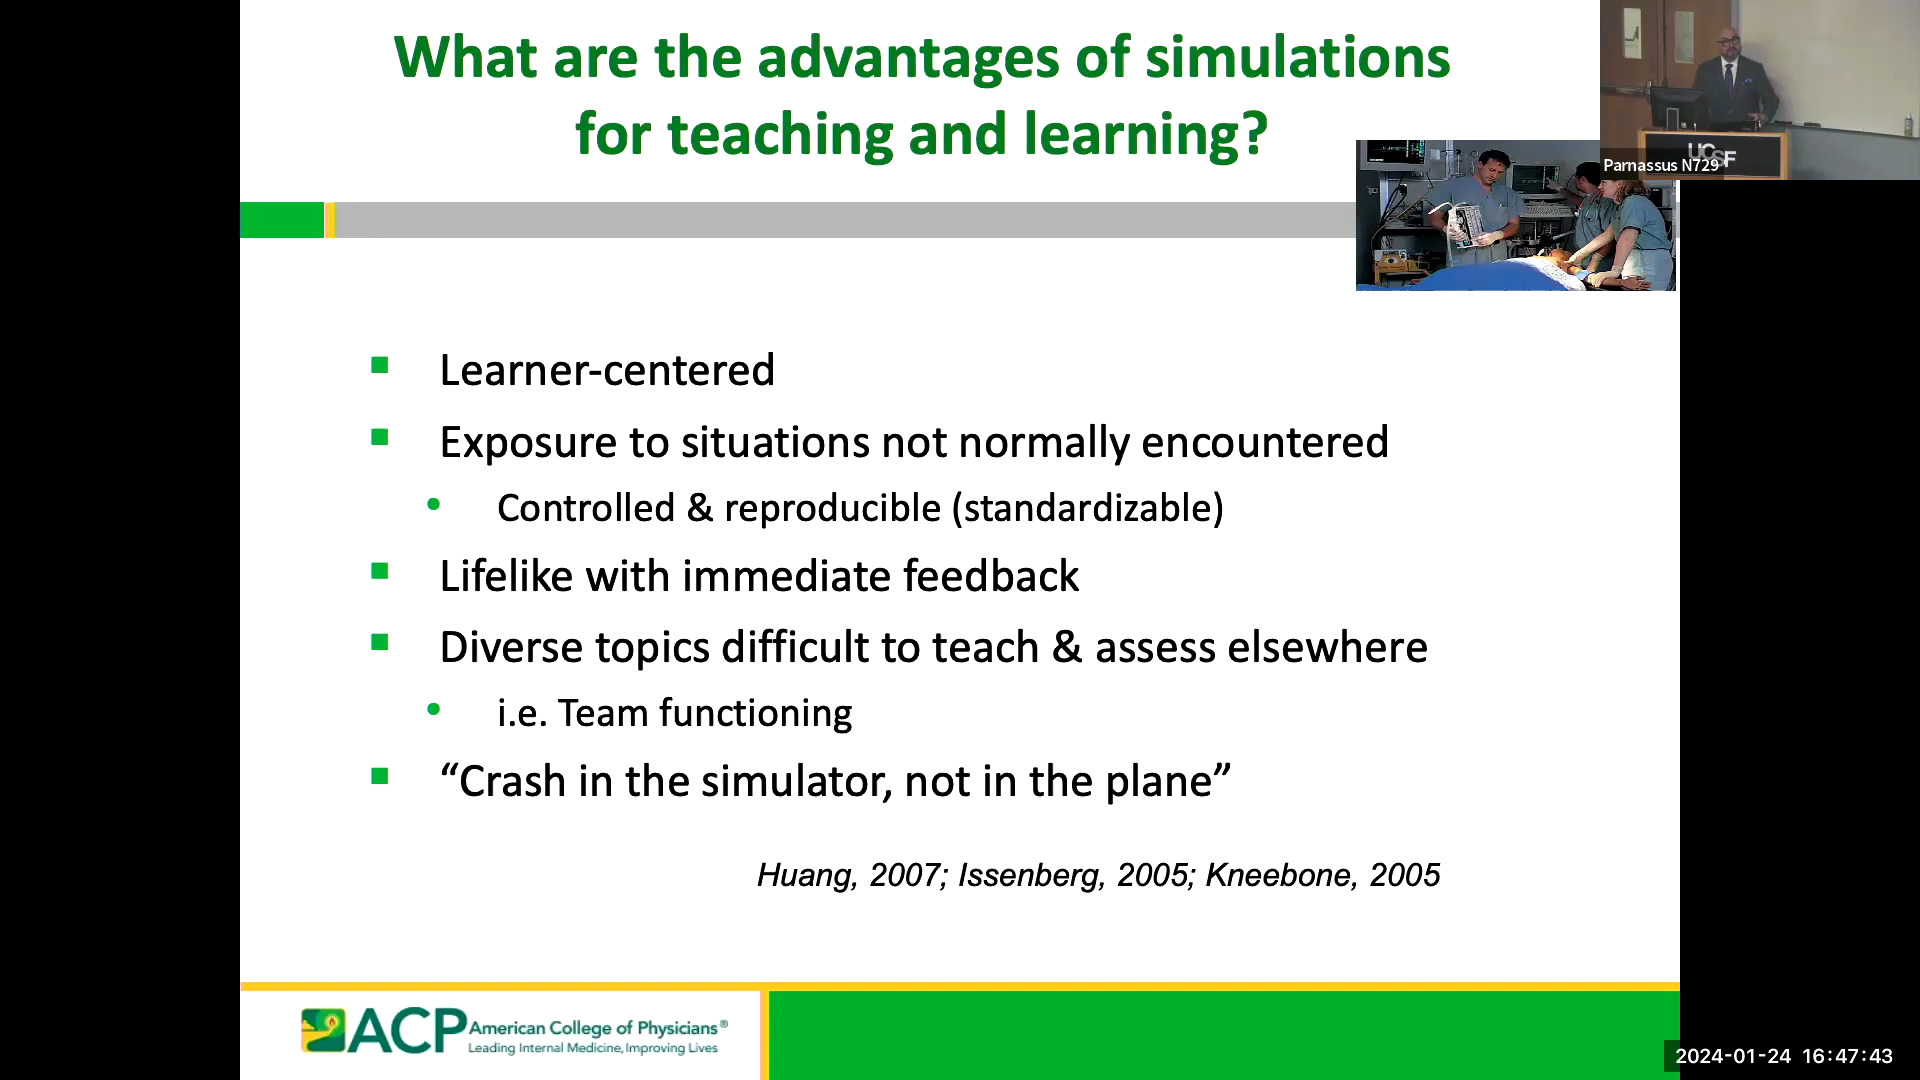 What are the advantages of simulations
for teaching and learning?
UCSF
Parnassus N729
Learner-centered
Exposure to situations not normally encountered
Controlled & reproducible (standardizable)
Lifelike with immediate feedback
Diverse topics difficult to teach & assess elsewhere
i.e. Team functioning
“Crash in the simulator, not in the plane”
Huang, 2007; Issenberg, 2005; Kneebone, 2005
ACP American College of Physicians®
Leading Internal Medicine, Improving Lives
2024-01-24 16:47:43